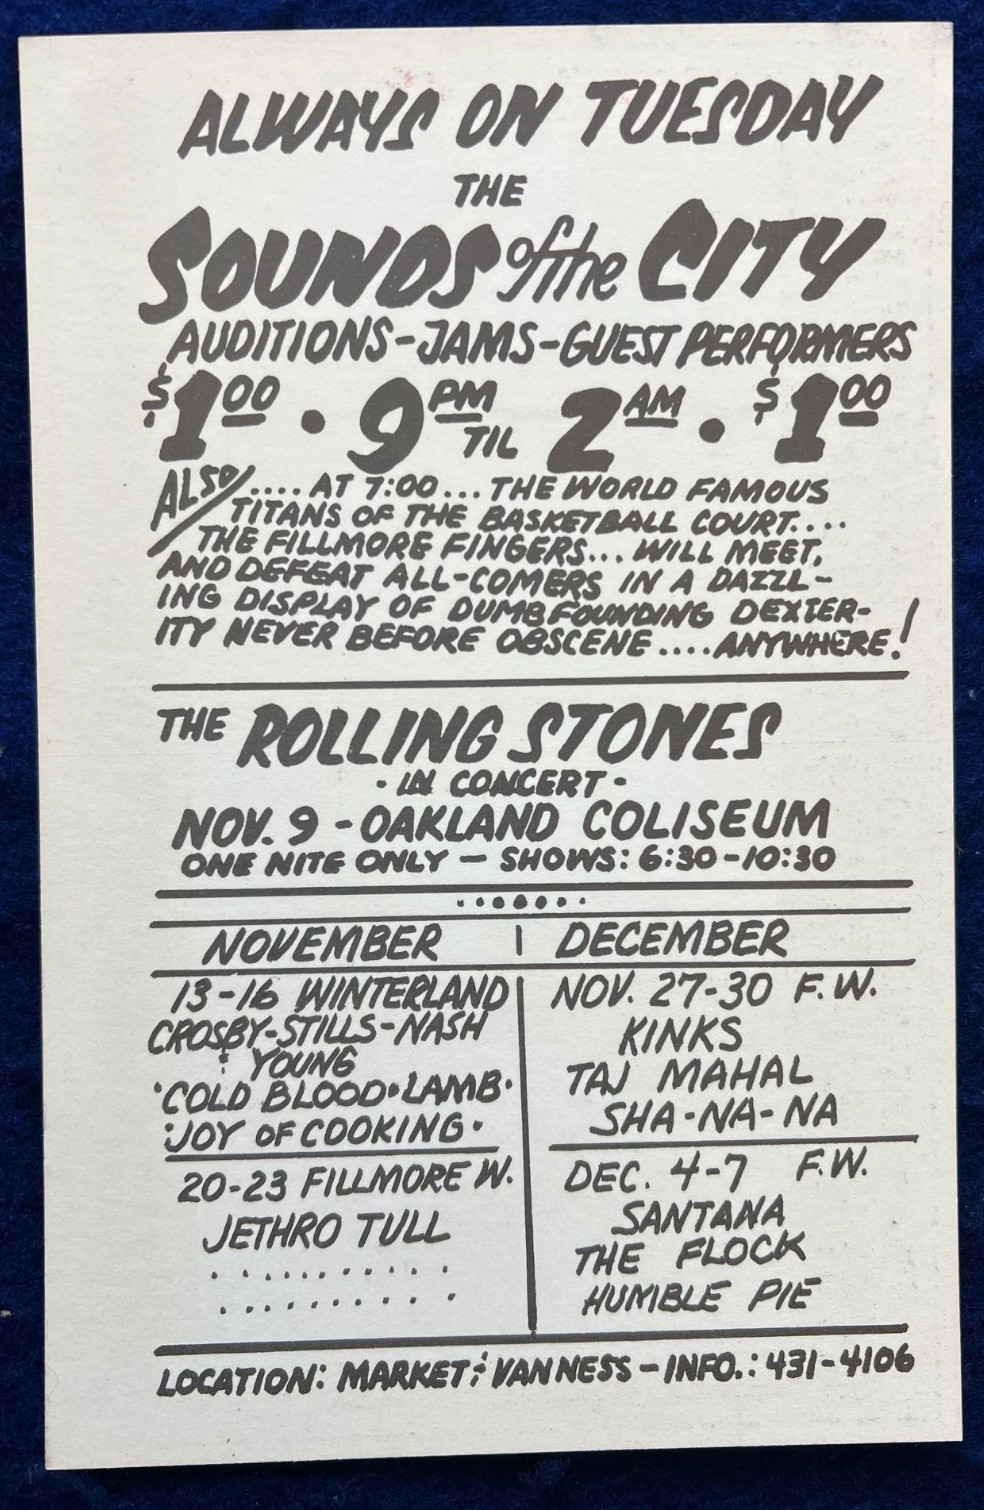 ALWAYS ON TUESDAY
THE
SOUNDS of the CITY
AUDITIONS-JAMS-GUEST PERFORMERS
$1 00 • 9 PM TIL 2 AM • $1 00
ALSO .... AT 7:00... THE WORLD FAMOUS
TITANS OF THE BASKETBALL COURT....
THE FILLMORE FINGERS... WILL MEET,
AND DEFEAT ALL-COMERS IN A DAZZL-
ING DISPLAY OF DUMBFOUNDING DEXTER-
ITY NEVER BEFORE OBSCENE ....ANYWHERE!
THE ROLLING STONES
- IN CONCERT -
NOV. 9 - OAKLAND COLISEUM
ONE NITE ONLY — SHOWS: 6:30-10:30
NOVEMBER | DECEMBER
13-16 WINTERLAND
CROSBY-STILLS-NASH
& YOUNG
•COLD BLOOD•LAMB•
•JOY OF COOKING•
20-23 FILLMORE W.
JETHRO TULL
NOV. 27-30 F.W.
KINKS
TAJ MAHAL
SHA-NA-NA
DEC. 4-7 F.W.
SANTANA
THE FLOCK
HUMBLE PIE
LOCATION: MARKET & VAN NESS - INFO.: 431-4106